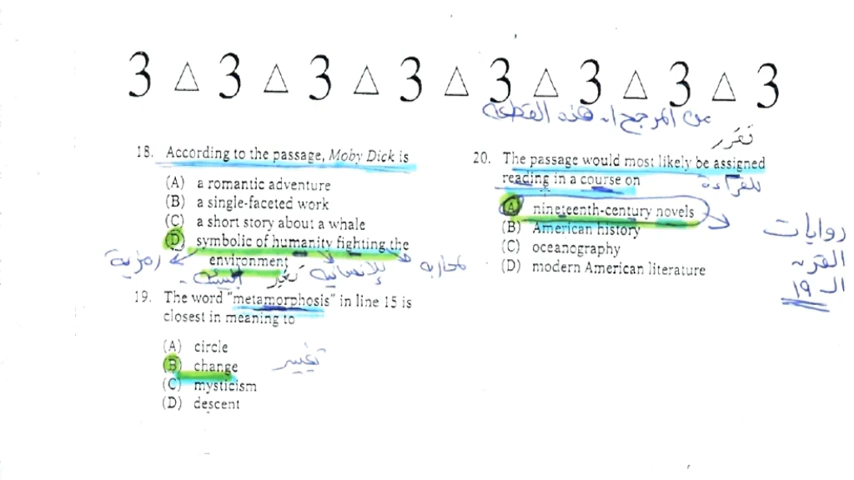 3 △ 3 △ 3 △ 3 △ 3 △ 3 △ 3 △ 3
من المرجح ان هذه القطعة
تقرر
18. According to the passage, Moby Dick is
(A) a romantic adventure
(B) a single-faceted work
(C) a short story about a whale
(D) symbolic of humanity fighting the
environment
رمزية
للإنسانية
محاربه
البيئة
19. The word "metamorphosis" in line 15 is
closest in meaning to
(A) circle
(B) change
تغيير
(C) mysticism
(D) descent
20. The passage would most likely be assigned
reading in a course on
للقراءة
(A) nineteenth-century novels
(B) American history
(C) oceanography
(D) modern American literature
روايات
القرن
الـ ١٩